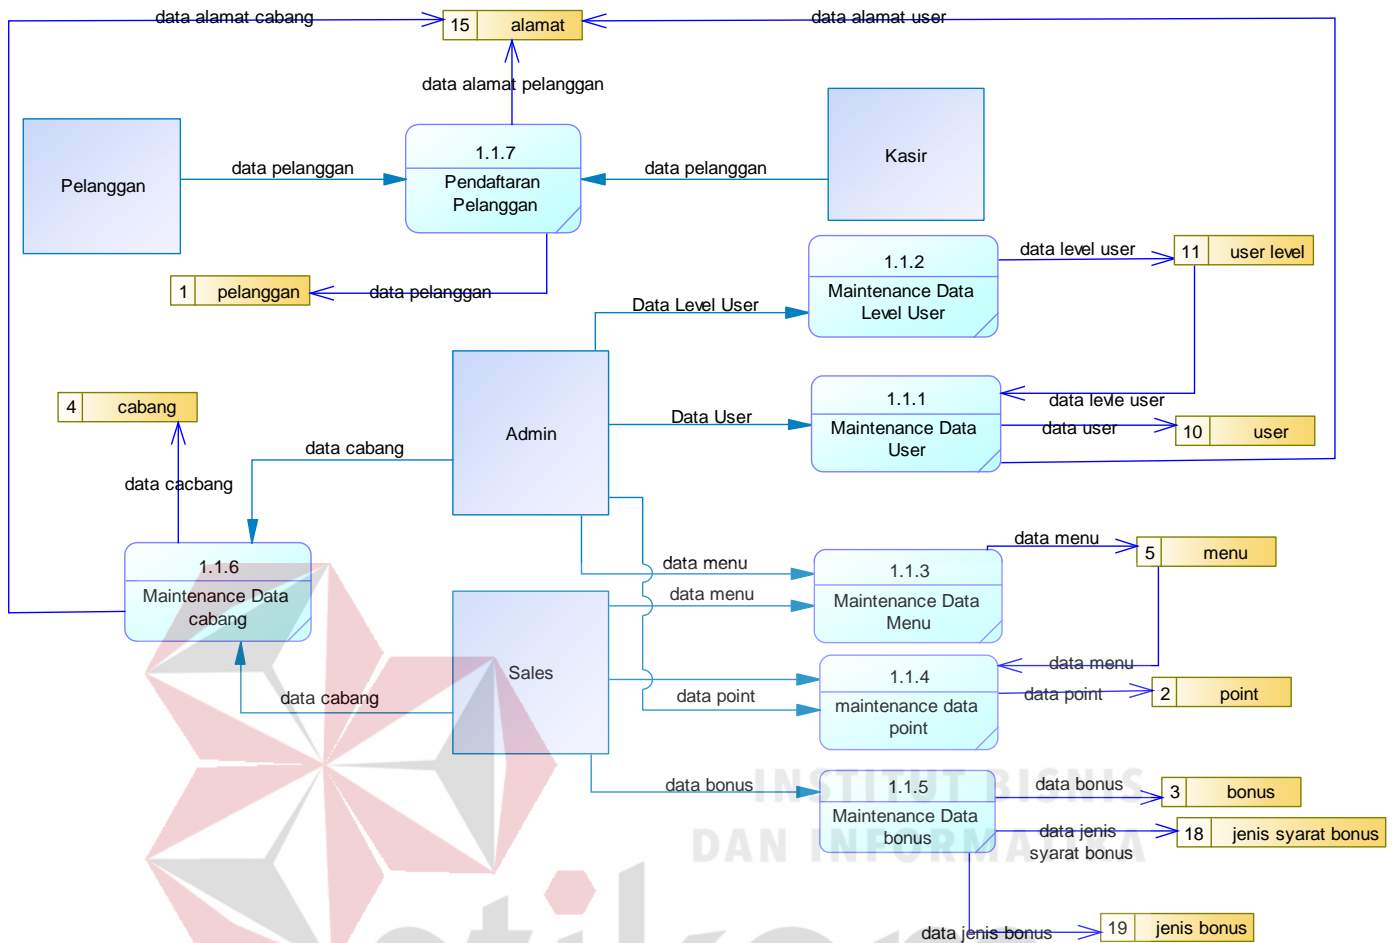 data alamat cabang
15 alamat
data alamat user
data alamat pelanggan
Pelanggan
data pelanggan
1.1.7
Pendaftaran
Pelanggan
data pelanggan
Kasir
1 pelanggan
data pelanggan
1.1.2
Maintenance Data
Level User
data level user
11 user level
Data Level User
4 cabang
Admin
Data User
1.1.1
Maintenance Data
User
data levle user
data user
10 user
data cabang
data cacbang
1.1.6
Maintenance Data
cabang
data menu
data menu
1.1.3
Maintenance Data
Menu
data menu
5 menu
Sales
data cabang
data point
1.1.4
maintenance data
point
data menu
data point
2 point
data bonus
1.1.5
Maintenance Data
bonus
data bonus
3 bonus
data jenis
syarat bonus
18 jenis syarat bonus
data jenis bonus
19 jenis bonus
INSTITUT BISNIS
DAN INFORMATIKA
stikom